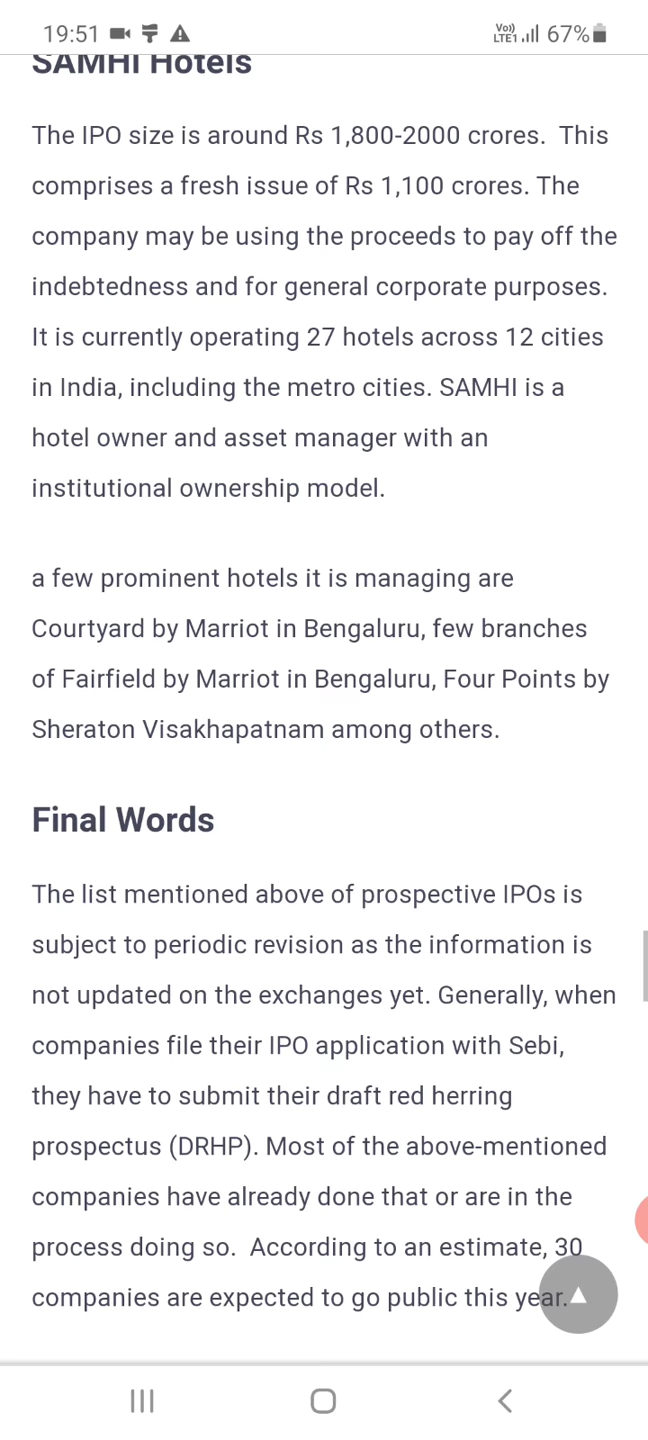 19:51
Vo))
LTE1 67%
SAMHI Hotels
The IPO size is around Rs 1,800-2000 crores.  This
comprises a fresh issue of Rs 1,100 crores. The
company may be using the proceeds to pay off the
indebtedness and for general corporate purposes.
It is currently operating 27 hotels across 12 cities
in India, including the metro cities. SAMHI is a
hotel owner and asset manager with an
institutional ownership model.
a few prominent hotels it is managing are
Courtyard by Marriot in Bengaluru, few branches
of Fairfield by Marriot in Bengaluru, Four Points by
Sheraton Visakhapatnam among others.
Final Words
The list mentioned above of prospective IPOs is
subject to periodic revision as the information is
not updated on the exchanges yet. Generally, when
companies file their IPO application with Sebi,
they have to submit their draft red herring
prospectus (DRHP). Most of the above-mentioned
companies have already done that or are in the
process doing so.  According to an estimate, 30
companies are expected to go public this year.